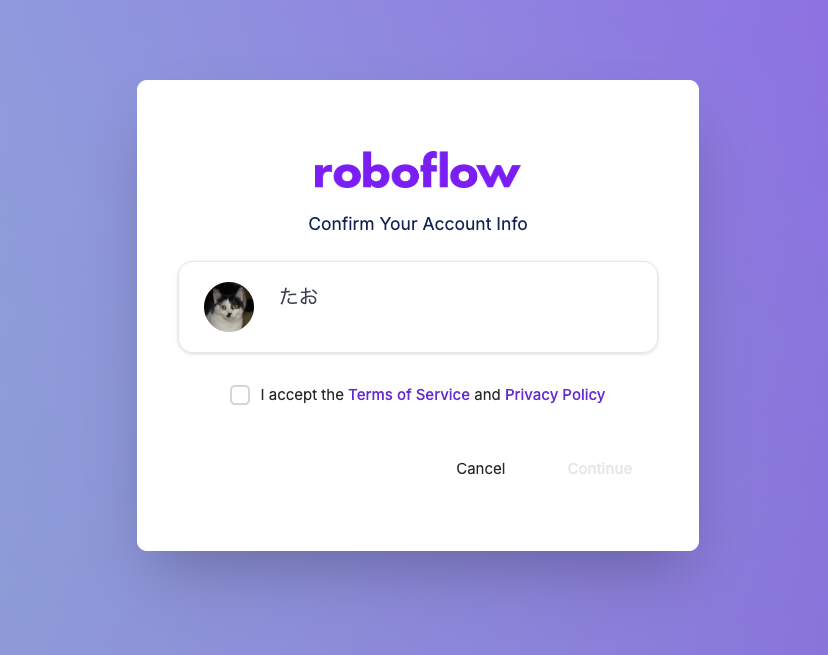 roboflow
Confirm Your Account Info
たお
I accept the Terms of Service and Privacy Policy
Cancel Continue